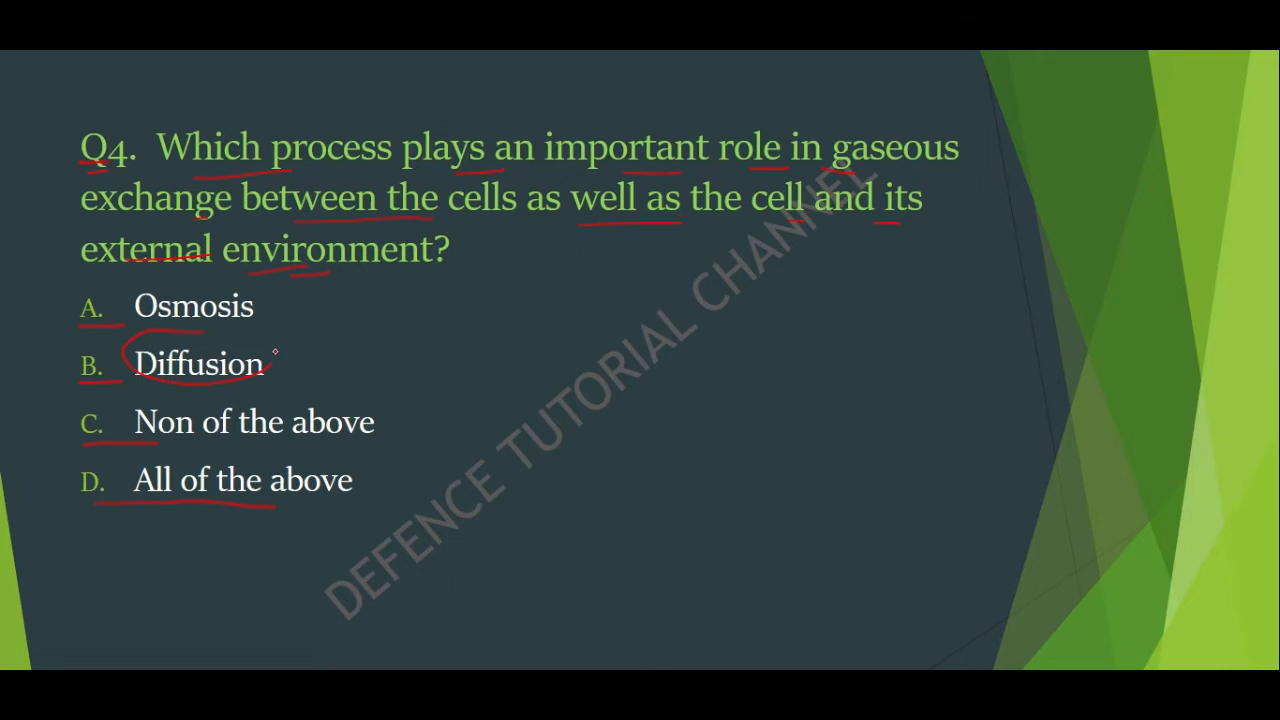 Q4. Which process plays an important role in gaseous
exchange between the cells as well as the cell and its
external environment?
A. Osmosis
B. Diffusion
C. Non of the above
D. All of the above
DEFENCE TUTORIAL CHANNEL